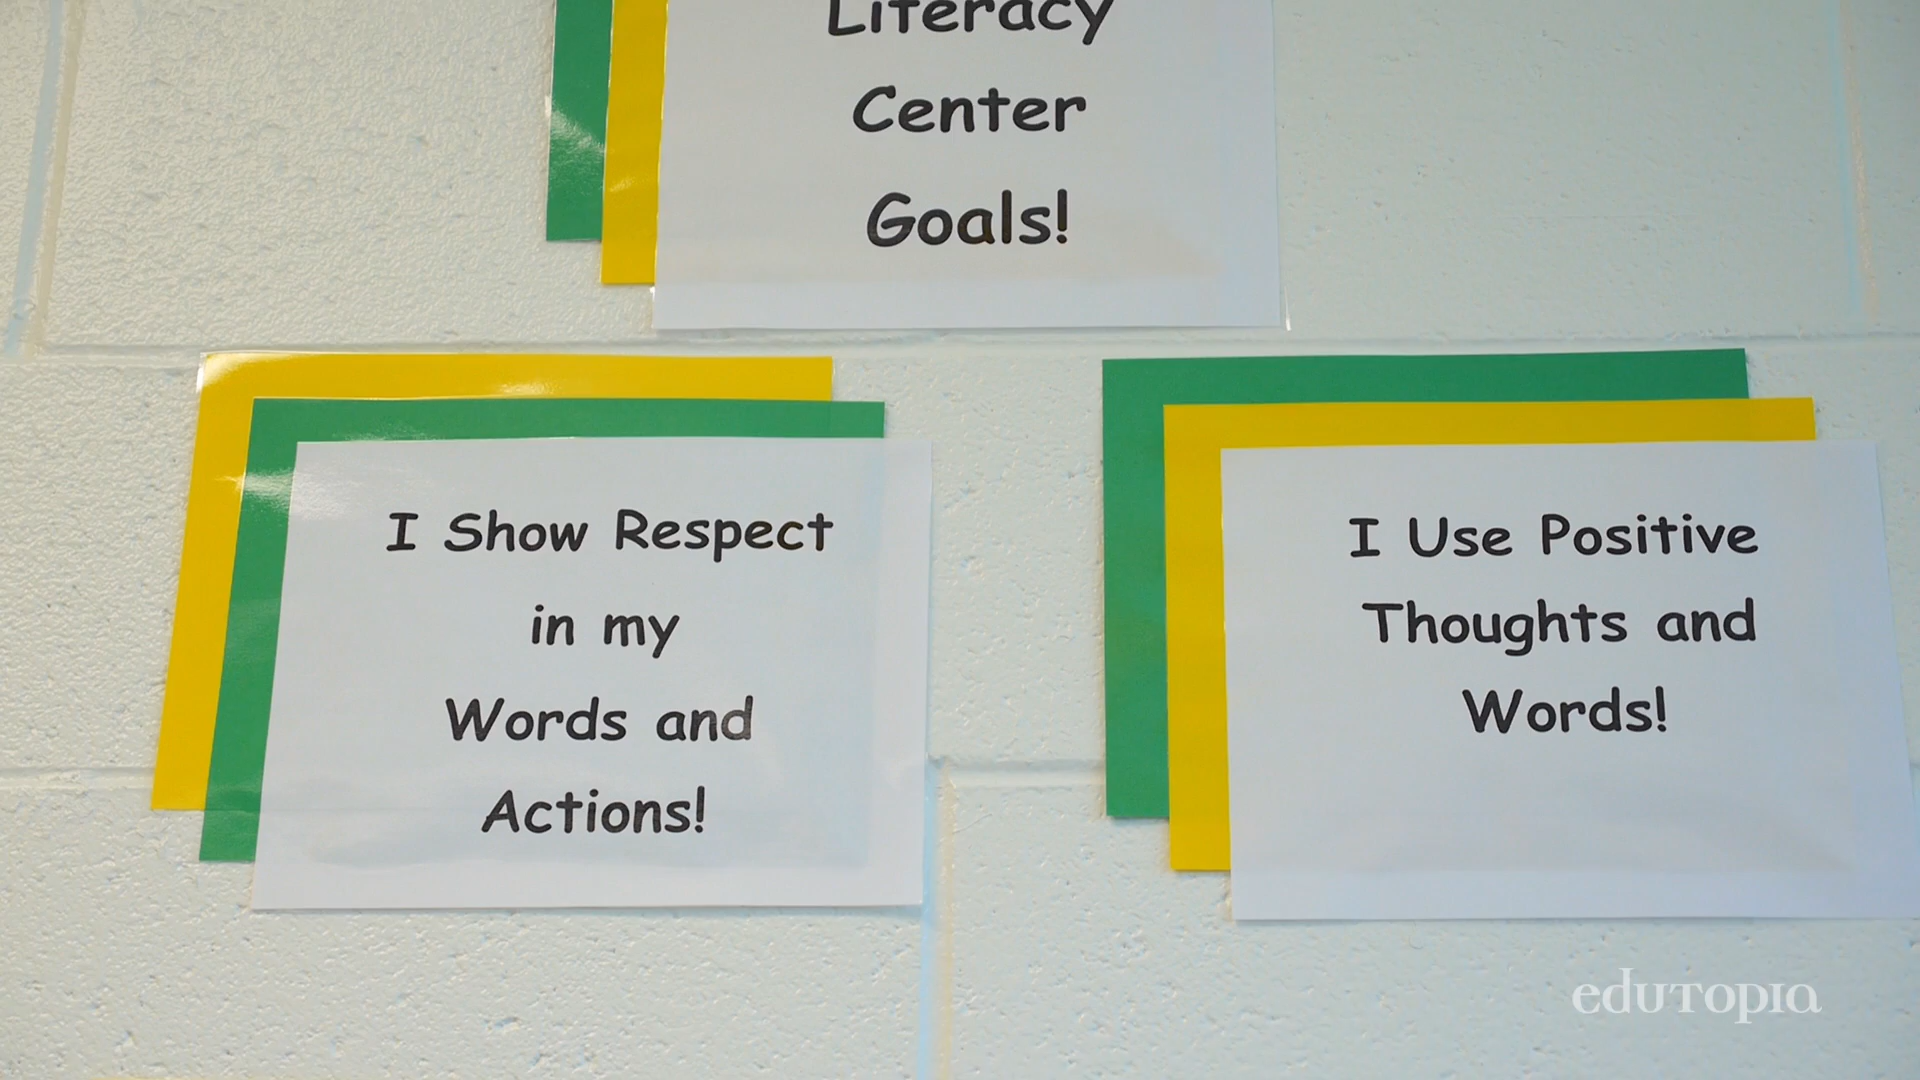 Literacy
Center
Goals!
I Show Respect
in my
Words and
Actions!
I Use Positive
Thoughts and
Words!
edutopia